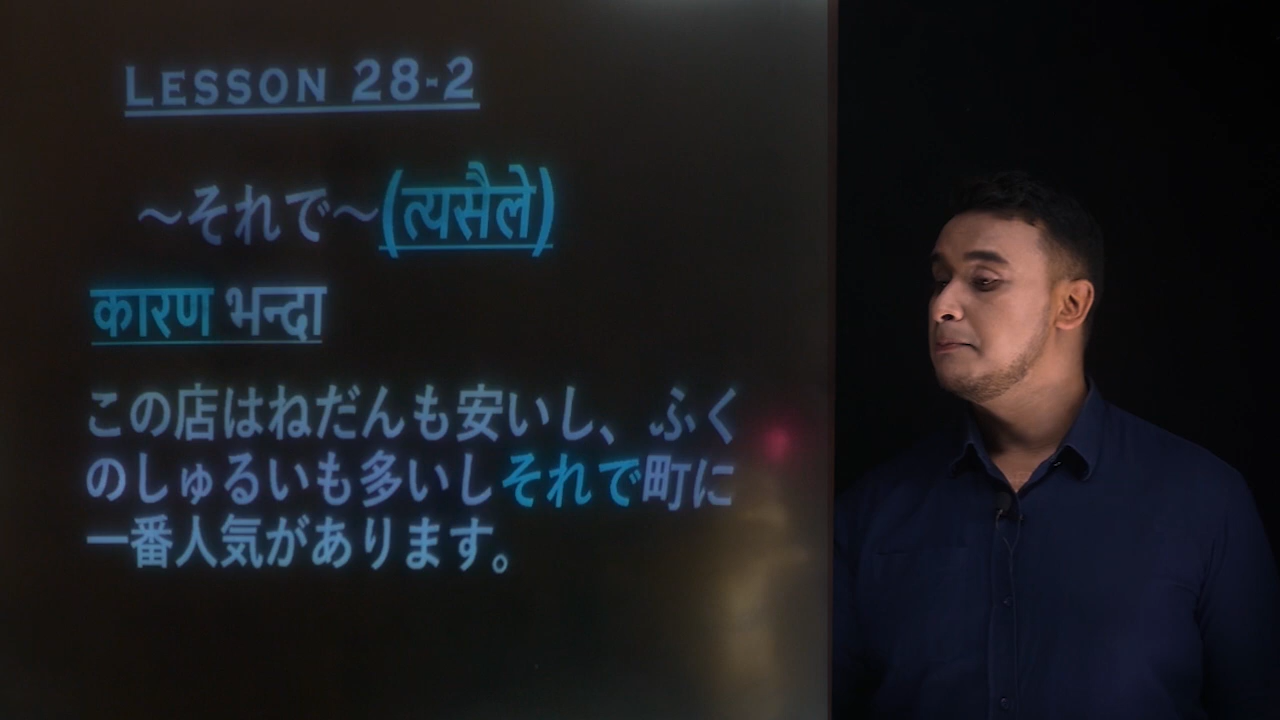 LESSON 28-2
～それで～(त्यसैले)
कारण भन्दा
この店はねだんも安いし、ふく
のしゅるいも多いしそれで町に
一番人気があります。